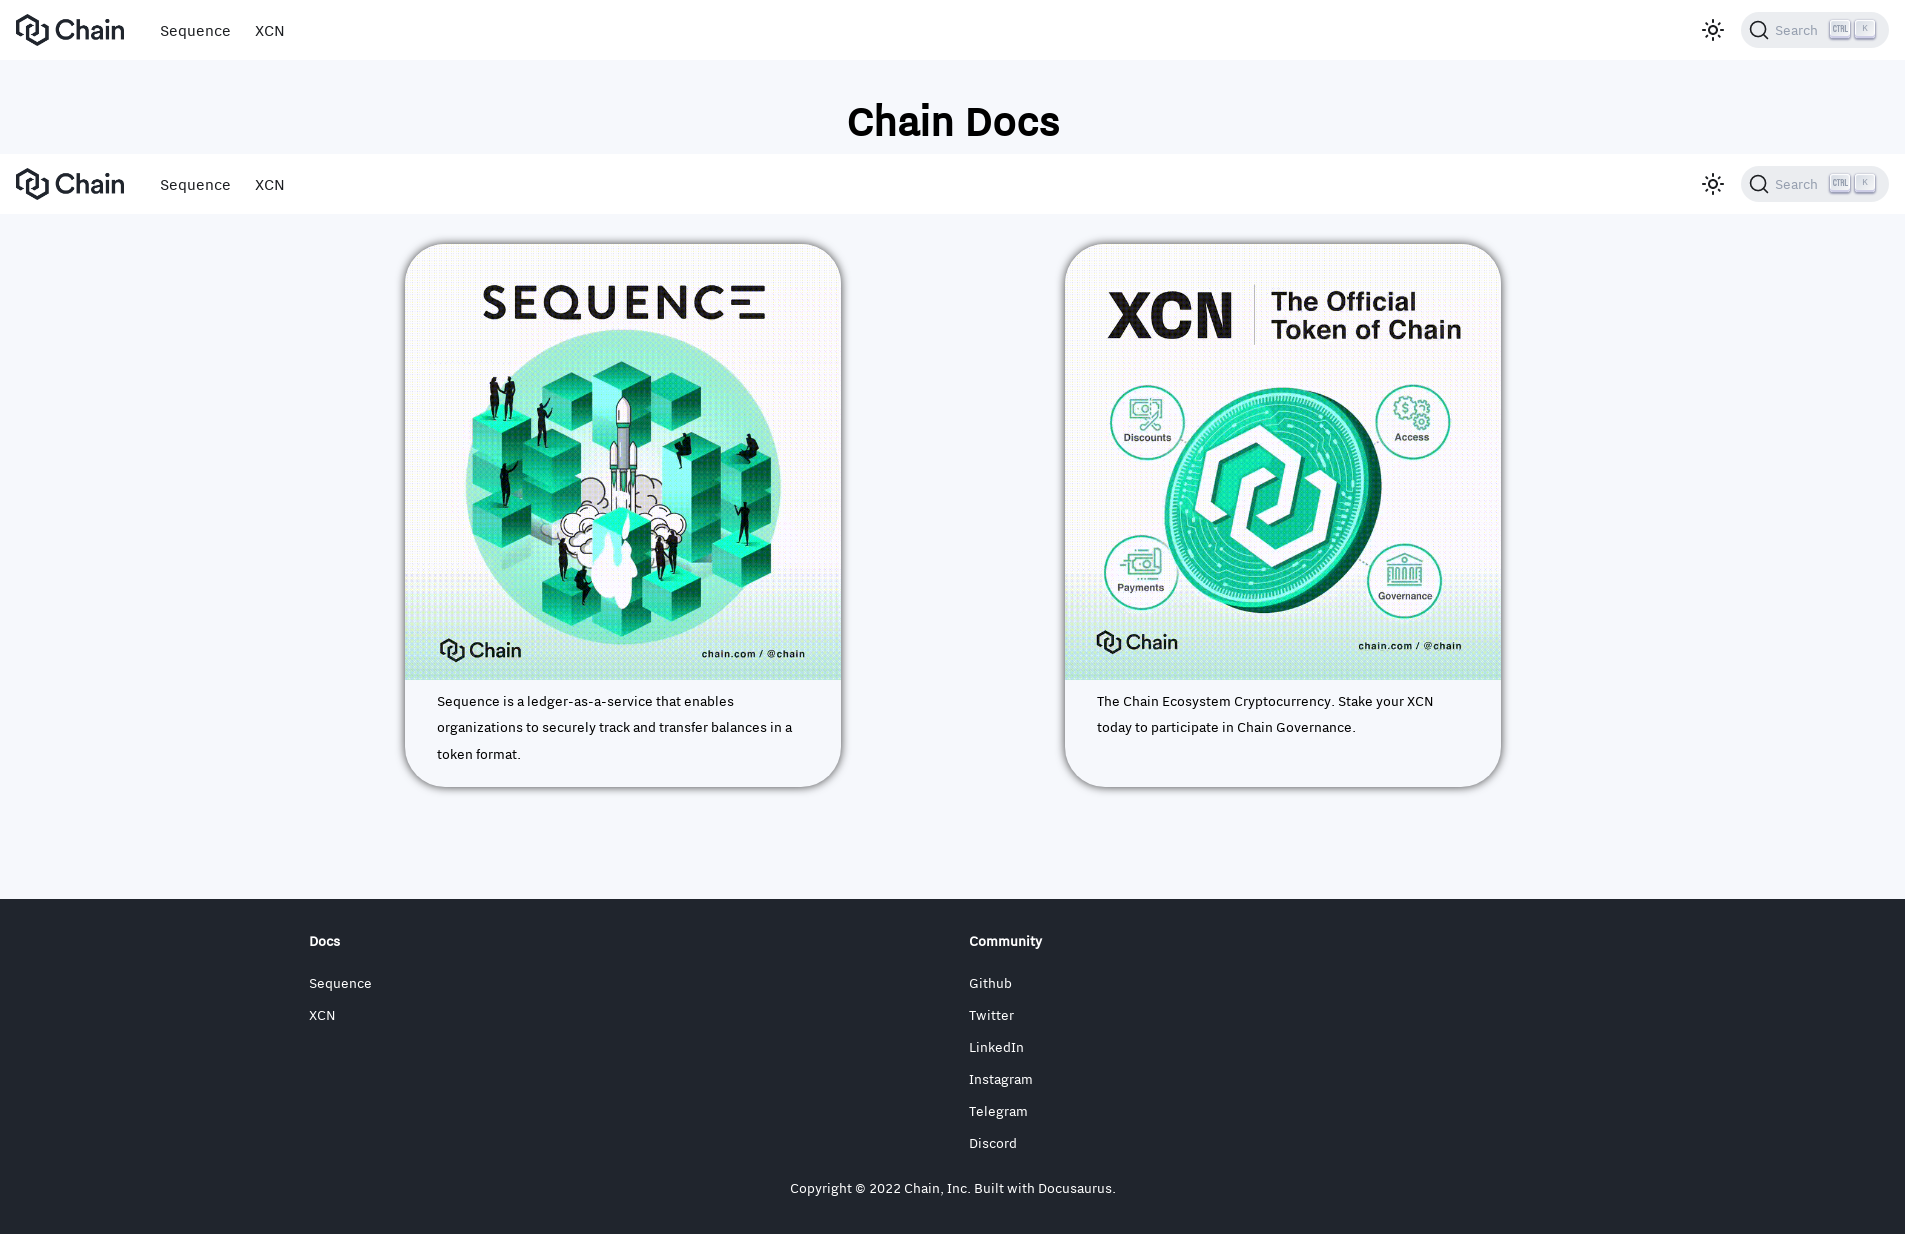 Chain Sequence XCN Search CTRL K
Chain Docs
Chain Sequence XCN Search CTRL K
SEQUENCE
Chain
chain.com / @chain
Sequence is a ledger-as-a-service that enables
organizations to securely track and transfer balances in a
token format.
XCN
The Official
Token of Chain
Discounts
Access
Payments
Governance
Chain
chain.com / @chain
The Chain Ecosystem Cryptocurrency. Stake your XCN
today to participate in Chain Governance.
Docs
Sequence
XCN
Community
Github
Twitter
LinkedIn
Instagram
Telegram
Discord
Copyright © 2022 Chain, Inc. Built with Docusaurus.